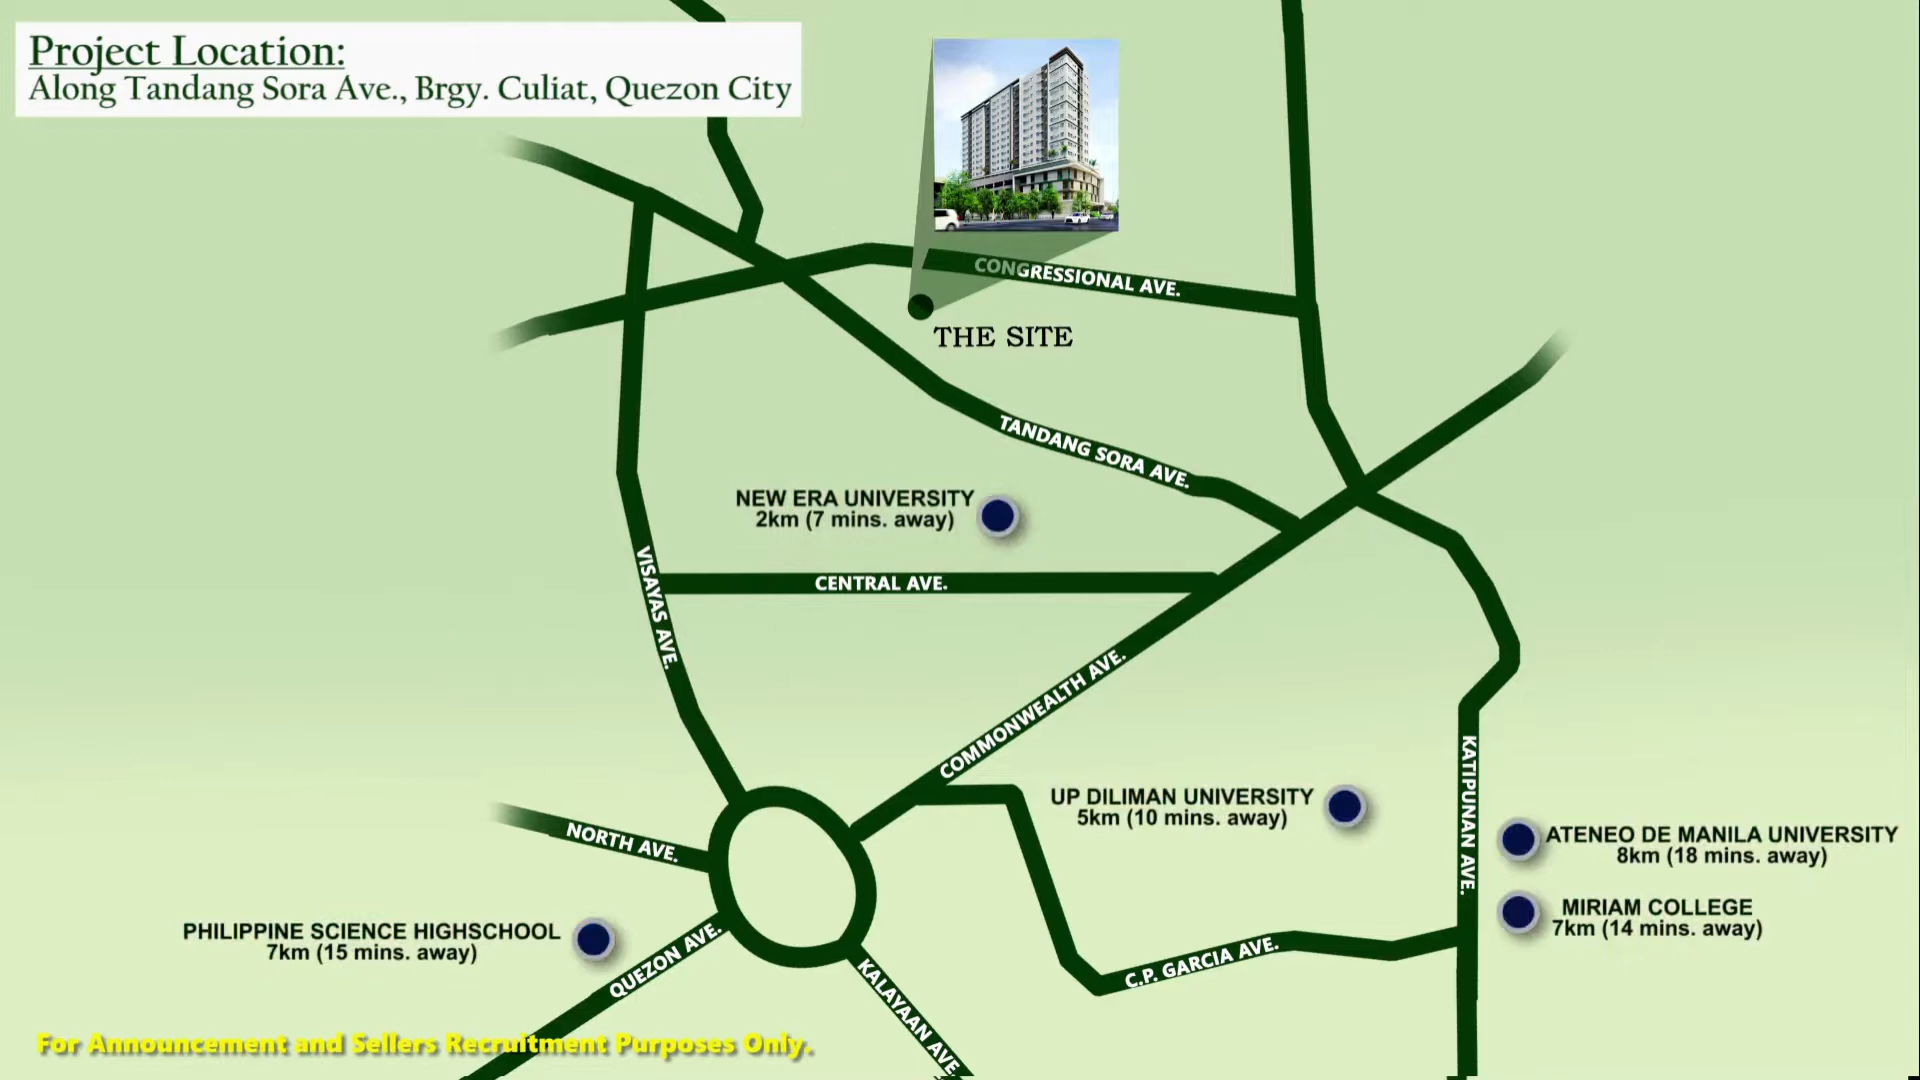 Project Location:
Along Tandang Sora Ave., Brgy. Culiat, Quezon City
CONGRESSIONAL AVE.
THE SITE
TANDANG SORA AVE.
NEW ERA UNIVERSITY
2km (7 mins. away)
VISAYAS AVE.
CENTRAL AVE.
COMMONWEALTH AVE.
KATIPUNAN AVE.
UP DILIMAN UNIVERSITY
5km (10 mins. away)
ATENEO DE MANILA UNIVERSITY
8km (18 mins. away)
NORTH AVE.
MIRIAM COLLEGE
7km (14 mins. away)
PHILIPPINE SCIENCE HIGHSCHOOL
7km (15 mins. away)
QUEZON AVE.
C.P. GARCIA AVE.
KALAYAAN AVE.
For Announcement and Sellers Recruitment Purposes Only.